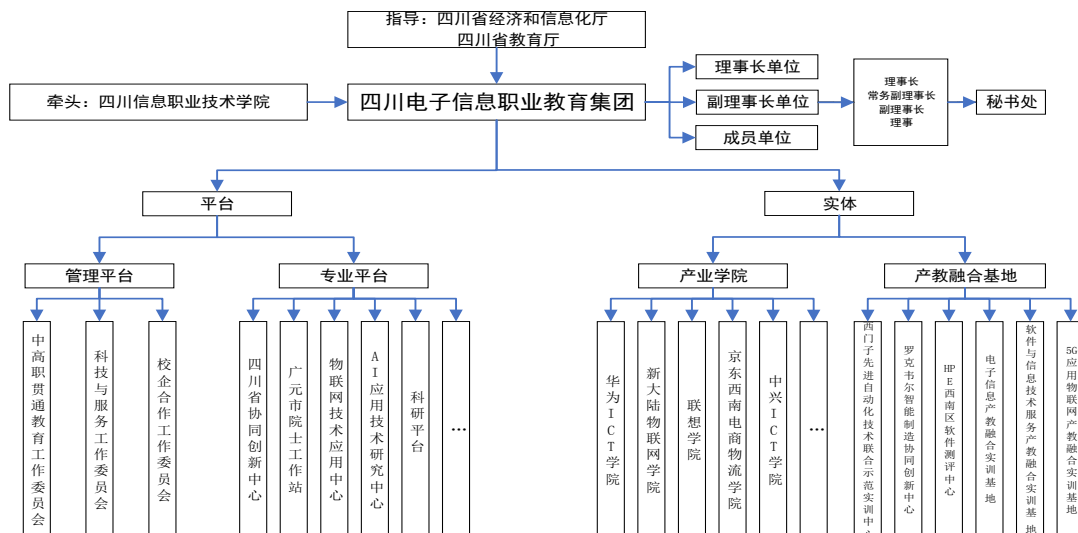 指导：四川省经济和信息化厅
四川省教育厅
牵头：四川信息职业技术学院
四川电子信息职业教育集团
理事长单位
副理事长单位
成员单位
理事长
常务副理事长
副理事长
理事
秘书处
平台
实体
管理平台
专业平台
产业学院
产教融合基地
中高职贯通教育工作委员会
科技与服务工作委员会
校企合作工作委员会
四川省协同创新中心
广元市院士工作站
物联网技术应用中心
AI应用技术研究中心
科研平台
…
华为ICT学院
新大陆物联网学院
联想学院
京东西南电商物流学院
中兴ICT学院
…
西门子先进自动化技术联合示范实训中心
罗克韦尔智能制造协同创新中心
HPE西南区软件测评中心
电子信息产教融合实训基地
软件与信息技术服务产教融合实训基地
5G应用物联网产教融合实训基地